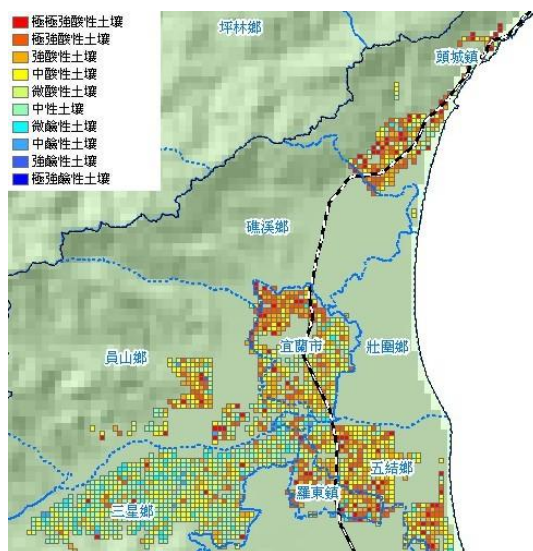 極極強酸性土壤
極強酸性土壤
強酸性土壤
中酸性土壤
微酸性土壤
中性土壤
微鹼性土壤
中鹼性土壤
強鹼性土壤
極強鹼性土壤
坪林鄉
頭城鎮
礁溪鄉
宜蘭市
壯圍鄉
員山鄉
五結鄉
羅東鎮
三星鄉